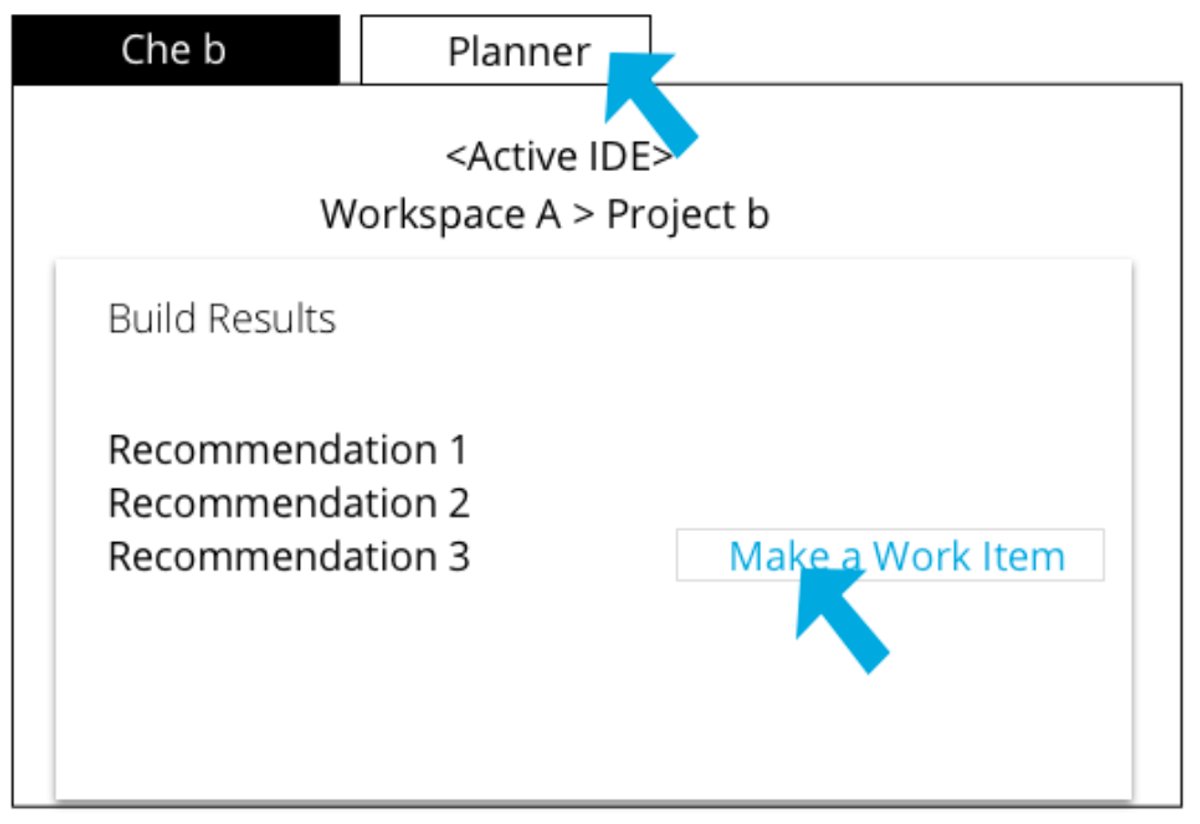 Che b
Planner
<Active IDE>
Workspace A > Project b
Build Results
Recommendation 1
Recommendation 2
Recommendation 3
Make a Work Item